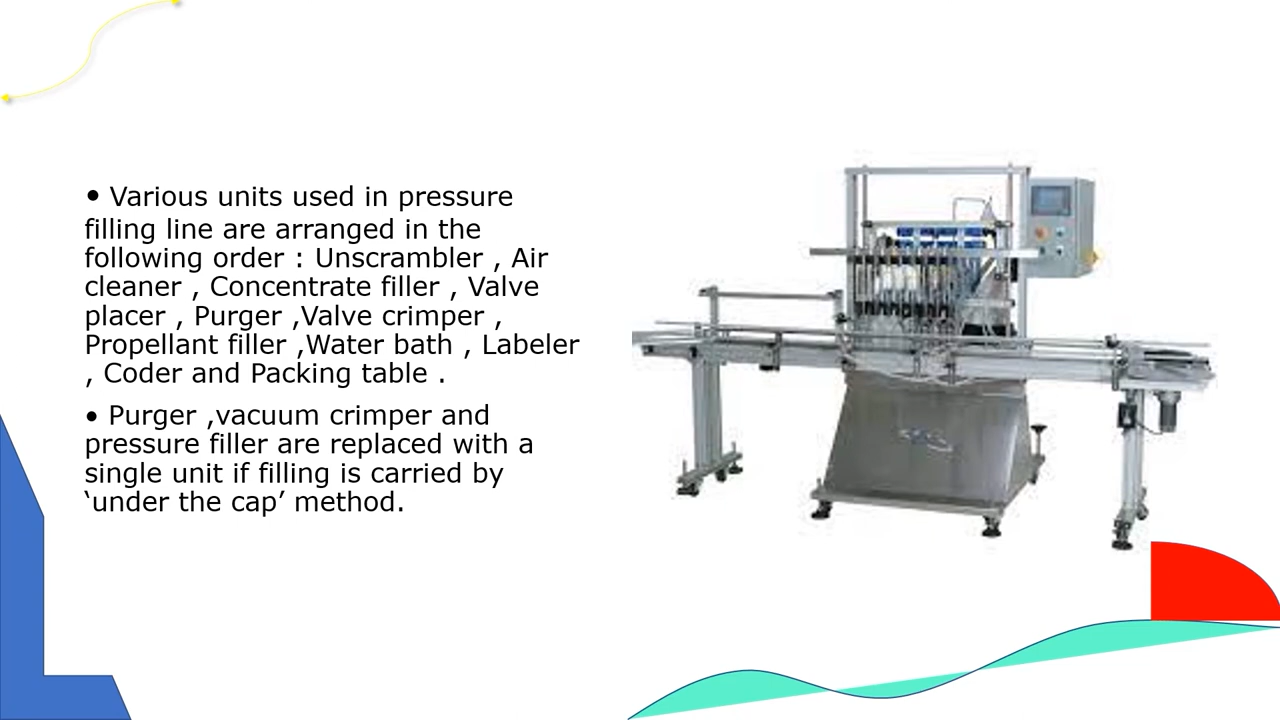 • Various units used in pressure
filling line are arranged in the
following order : Unscrambler , Air
cleaner , Concentrate filler , Valve
placer , Purger ,Valve crimper ,
Propellant filler ,Water bath , Labeler
, Coder and Packing table .
• Purger ,vacuum crimper and
pressure filler are replaced with a
single unit if filling is carried by
‘under the cap’ method.